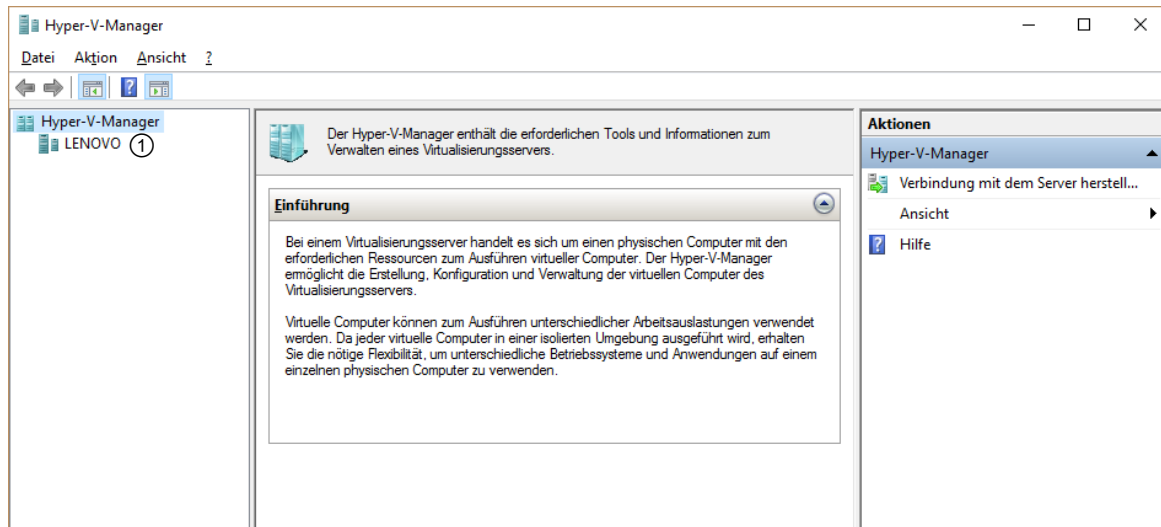 Hyper-V-Manager
Datei Aktion Ansicht ?
Hyper-V-Manager
LENOVO ①
Der Hyper-V-Manager enthält die erforderlichen Tools und Informationen zum
Verwalten eines Virtualisierungsservers.
Einführung
Bei einem Virtualisierungsserver handelt es sich um einen physischen Computer mit den
erforderlichen Ressourcen zum Ausführen virtueller Computer. Der Hyper-V-Manager
ermöglicht die Erstellung, Konfiguration und Verwaltung der virtuellen Computer des
Virtualisierungsservers.
Virtuelle Computer können zum Ausführen unterschiedlicher Arbeitsauslastungen verwendet
werden. Da jeder virtuelle Computer in einer isolierten Umgebung ausgeführt wird, erhalten
Sie die nötige Flexibilität, um unterschiedliche Betriebssysteme und Anwendungen auf einem
einzelnen physischen Computer zu verwenden.
Aktionen
Hyper-V-Manager
Verbindung mit dem Server herstell...
Ansicht
Hilfe